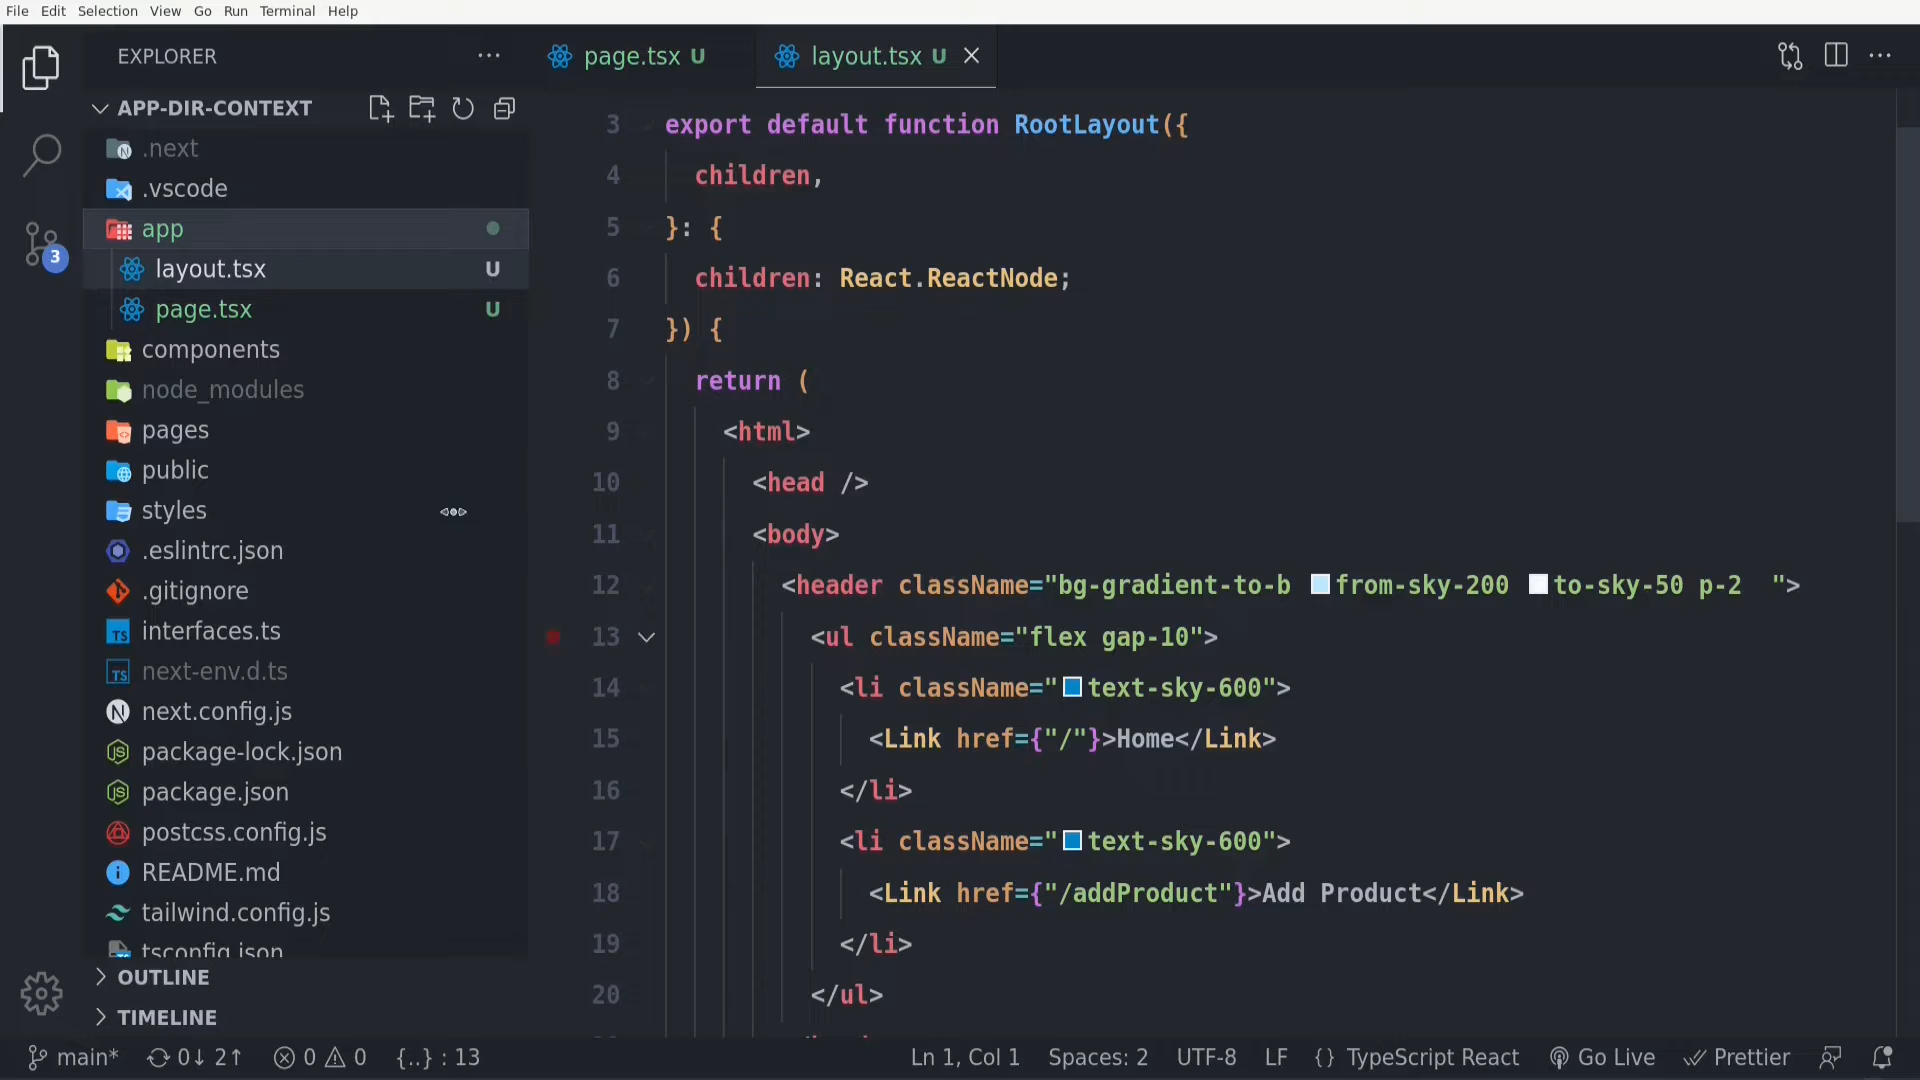 File Edit Selection View Go Run Terminal Help
EXPLORER
page.tsx U
layout.tsx U
APP-DIR-CONTEXT
.next
.vscode
app
layout.tsx U
page.tsx U
components
node_modules
pages
public
styles
.eslintrc.json
.gitignore
interfaces.ts
next-env.d.ts
next.config.js
package-lock.json
package.json
postcss.config.js
README.md
tailwind.config.js
tsconfig.json
OUTLINE
TIMELINE
3
3 export default function RootLayout({
4 children,
5 }: {
6 children: React.ReactNode;
7 }) {
8 return (
9 <html>
10 <head />
11 <body>
12 <header className="bg-gradient-to-b from-sky-200 to-sky-50 p-2  ">
13 <ul className="flex gap-10">
14 <li className="text-sky-600">
15 <Link href={"/"}>Home</Link>
16 </li>
17 <li className="text-sky-600">
18 <Link href={"/addProduct"}>Add Product</Link>
19 </li>
20 </ul>
main* 0↓ 2↑ 0 0 {..} : 13 Ln 1, Col 1 Spaces: 2 UTF-8 LF {} TypeScript React Go Live Prettier